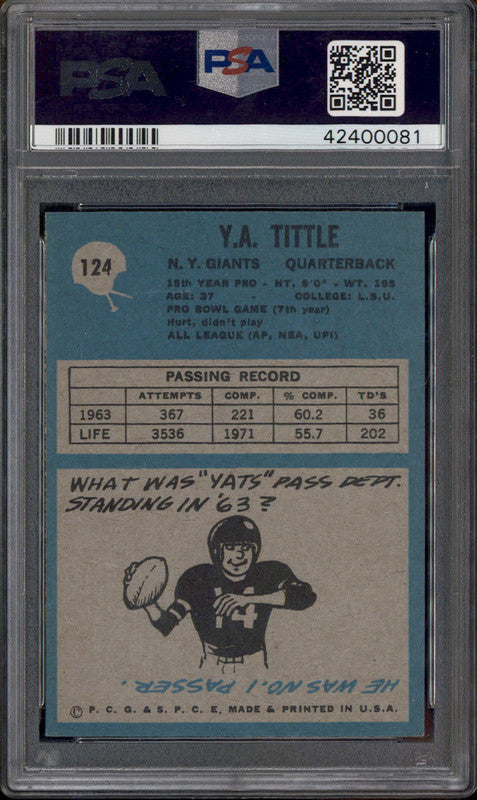 PSA
PSA
42400081
124
Y.A. TITTLE
N.Y. GIANTS QUARTERBACK
15th YEAR PRO - HT. 6'0" - WT. 195
AGE: 37 - COLLEGE: L.S.U.
PRO BOWL GAME (7th year)
Hurt, didn't play
ALL LEAGUE (AP, NEA, UPI)
PASSING RECORD
ATTEMPTS COMP. % COMP. TD'S
1963 367 221 60.2 36
LIFE 3536 1971 55.7 202
WHAT WAS "YATS" PASS DEPT.
STANDING IN '63?
14
HE WAS NO. 1 PASSER.
© P. C. G. & S. P. C. E, MADE & PRINTED IN U.S.A.